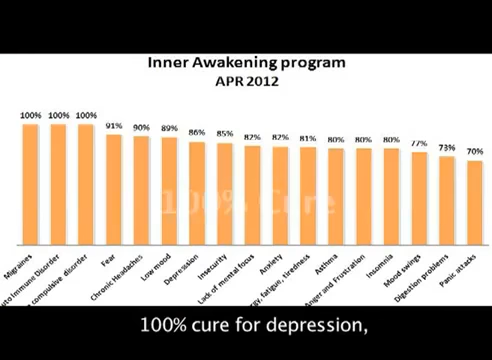 Inner Awakening program
APR 2012
100% 100% 100% 91% 90% 89% 86% 85% 82% 82% 81% 80% 80% 80% 77% 73% 70%
100% Cure
Migraines
uto Immune Disorder
compulsive disorder
Fear
Chronic Headaches
Low mood
Depression
Insecurity
Lack of mental focus
Anxiety
rgy, fatigue, tiredness
Asthma
Anger and Frustration
Insomnia
Mood swings
Digestion problems
Panic attacks
100% cure for depression,